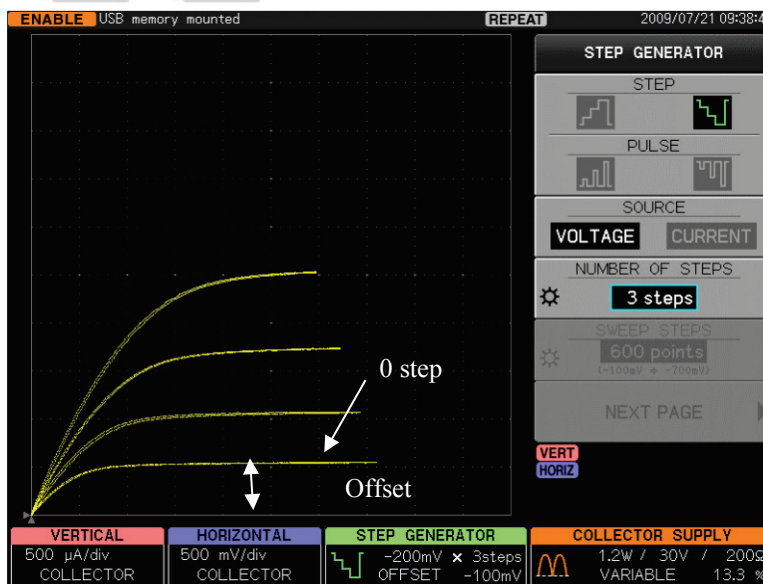 ENABLE USB memory mounted REPEAT 2009/07/21 09:38:4
STEP GENERATOR
STEP
PULSE
SOURCE
VOLTAGE CURRENT
NUMBER OF STEPS
3 steps
SWEEP STEPS
600 points
(-100mV → -700mV)
NEXT PAGE
0 step
Offset
VERT
HORIZ
VERTICAL
500 µA/div
COLLECTOR
HORIZONTAL
500 mV/div
COLLECTOR
STEP GENERATOR
-200mV × 3steps
OFFSET -100mV
COLLECTOR SUPPLY
1.2W / 30V / 200Ω
VARIABLE 13.3 %